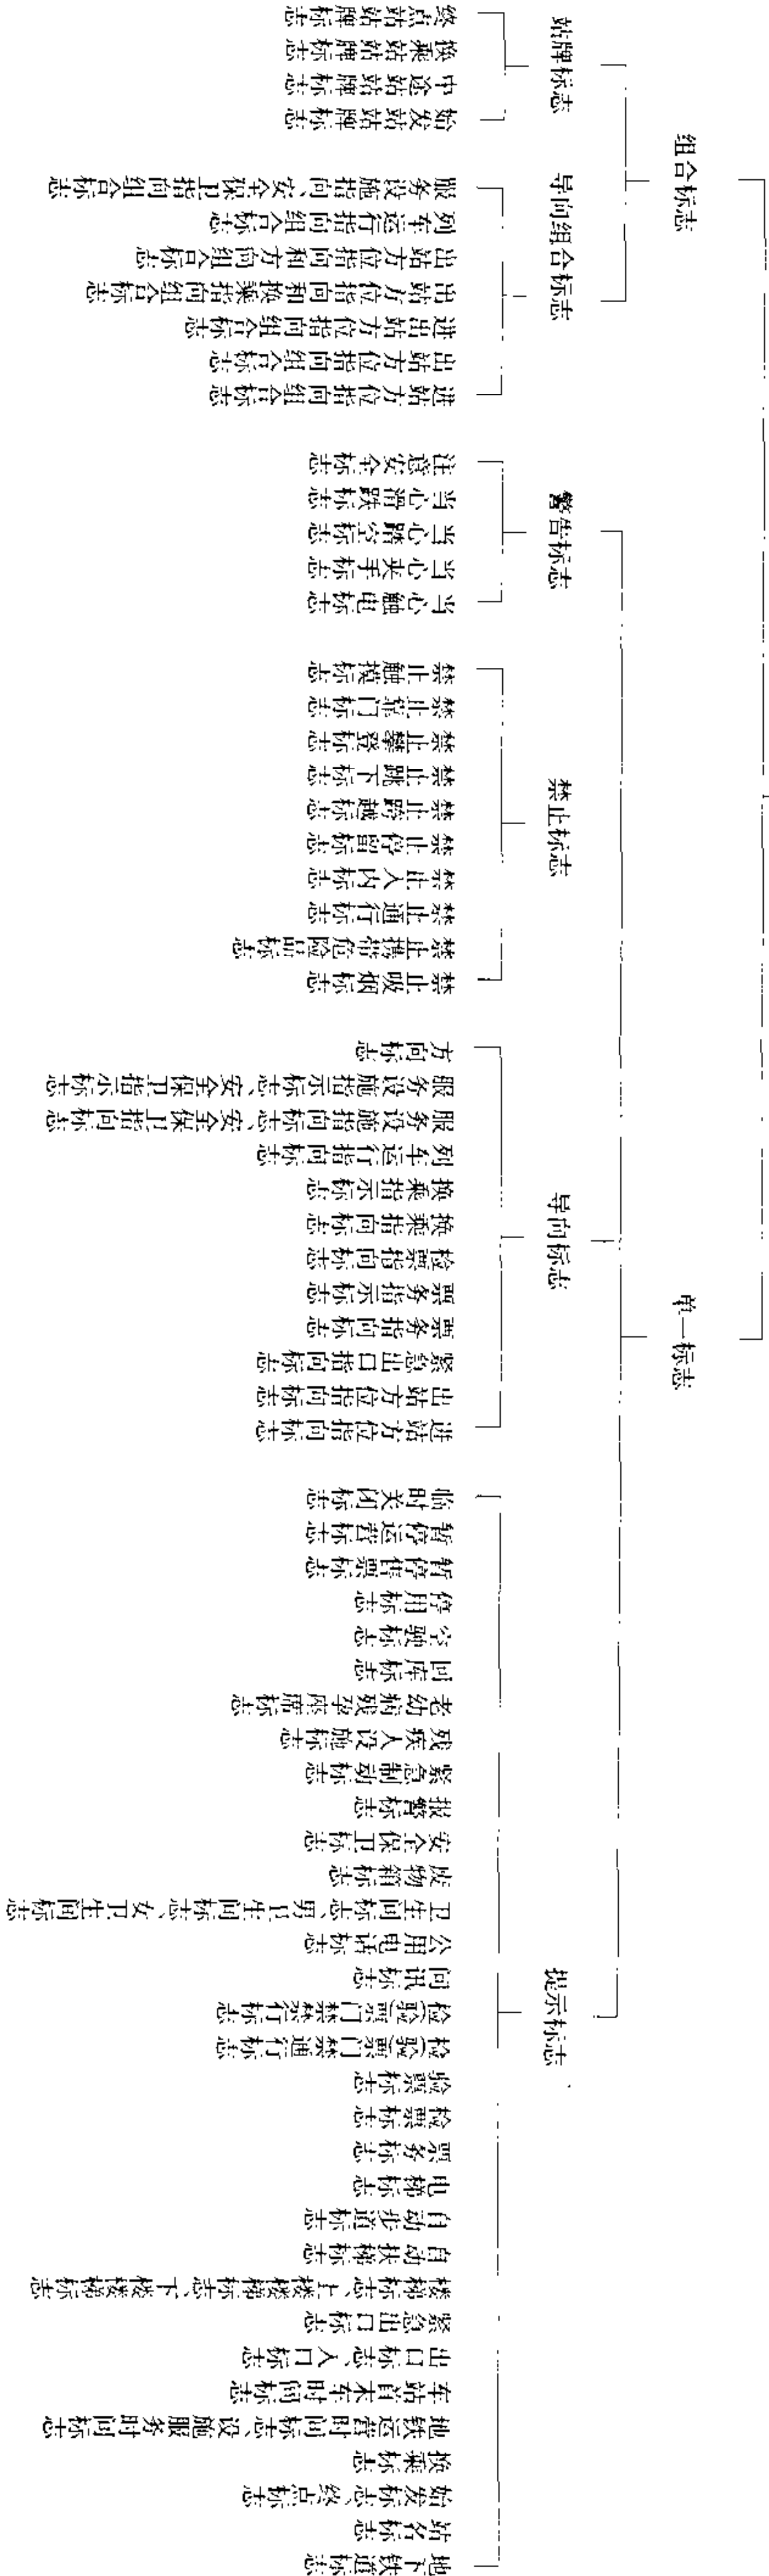 组合标志
单一标志
站牌标志
导向组合标志
警告标志
禁止标志
导向标志
提示标志
终点站站牌标志
换乘站站牌标志
中途站站牌标志
始发站站牌标志
服务设施指向、安全保卫指向组合标志
列车运行指向组合标志
出站方位指向和方向组合标志
出站方位指向和换乘指向组合标志
进出站方位指向组合标志
出站方位指向组合标志
进站方位指向组合标志
注意安全标志
当心滑跌标志
当心踏空标志
当心夹手标志
当心触电标志
禁止触摸标志
禁止靠门标志
禁止攀登标志
禁止跳下标志
禁止跨越标志
禁止停留标志
禁止入内标志
禁止通行标志
禁止携带危险品标志
禁止吸烟标志
方向标志
服务设施指示标志、安全保卫指示标志
服务设施指向标志、安全保卫指向标志
列车运行指向标志
换乘指示标志
换乘指向标志
检票指向标志
票务指示标志
票务指向标志
紧急出口指向标志
出站方位指向标志
进站方位指向标志
临时关闭标志
暂停运营标志
暂停售票标志
停用标志
空驶标志
回库标志
老幼病残孕座席标志
残疾人设施标志
紧急制动标志
报警标志
安全保卫标志
废物箱标志
卫生间标志、男卫生间标志、女卫生间标志
公用电话标志
问讯标志
检(验)票门禁禁行标志
检(验)票门禁通行标志
验票标志
检票标志
票务标志
电梯标志
自动步道标志
自动扶梯标志
楼梯标志、上楼楼梯标志、下楼楼梯标志
紧急出口标志
出口标志、入口标志
车站首末车时间标志
地铁运营时间标志、设施服务时间标志
换乘标志
始发标志、终点标志
站名标志
地下铁道标志